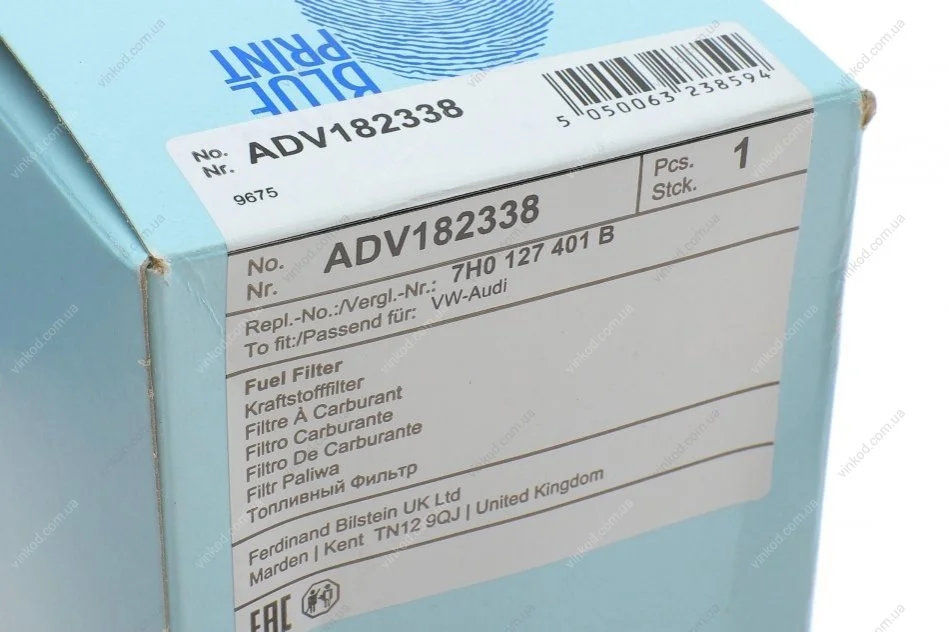 BLUE
PRINT
No.
Nr.
ADV182338
9675
5 050063 238594
No.
Nr.
ADV182338
Pcs.
Stck.
1
Repl.-No.:/Vergl.-Nr.: 7H0 127 401 B
To fit:/Passend für: VW-Audi
Fuel Filter
Kraftstofffilter
Filtre À Carburant
Filtro Carburante
Filtro De Carburante
Filtr Paliwa
Топливный Фильтр
Ferdinand Bilstein UK Ltd
Marden | Kent TN12 9QJ | United Kingdom
EAC
vinkod.com.ua